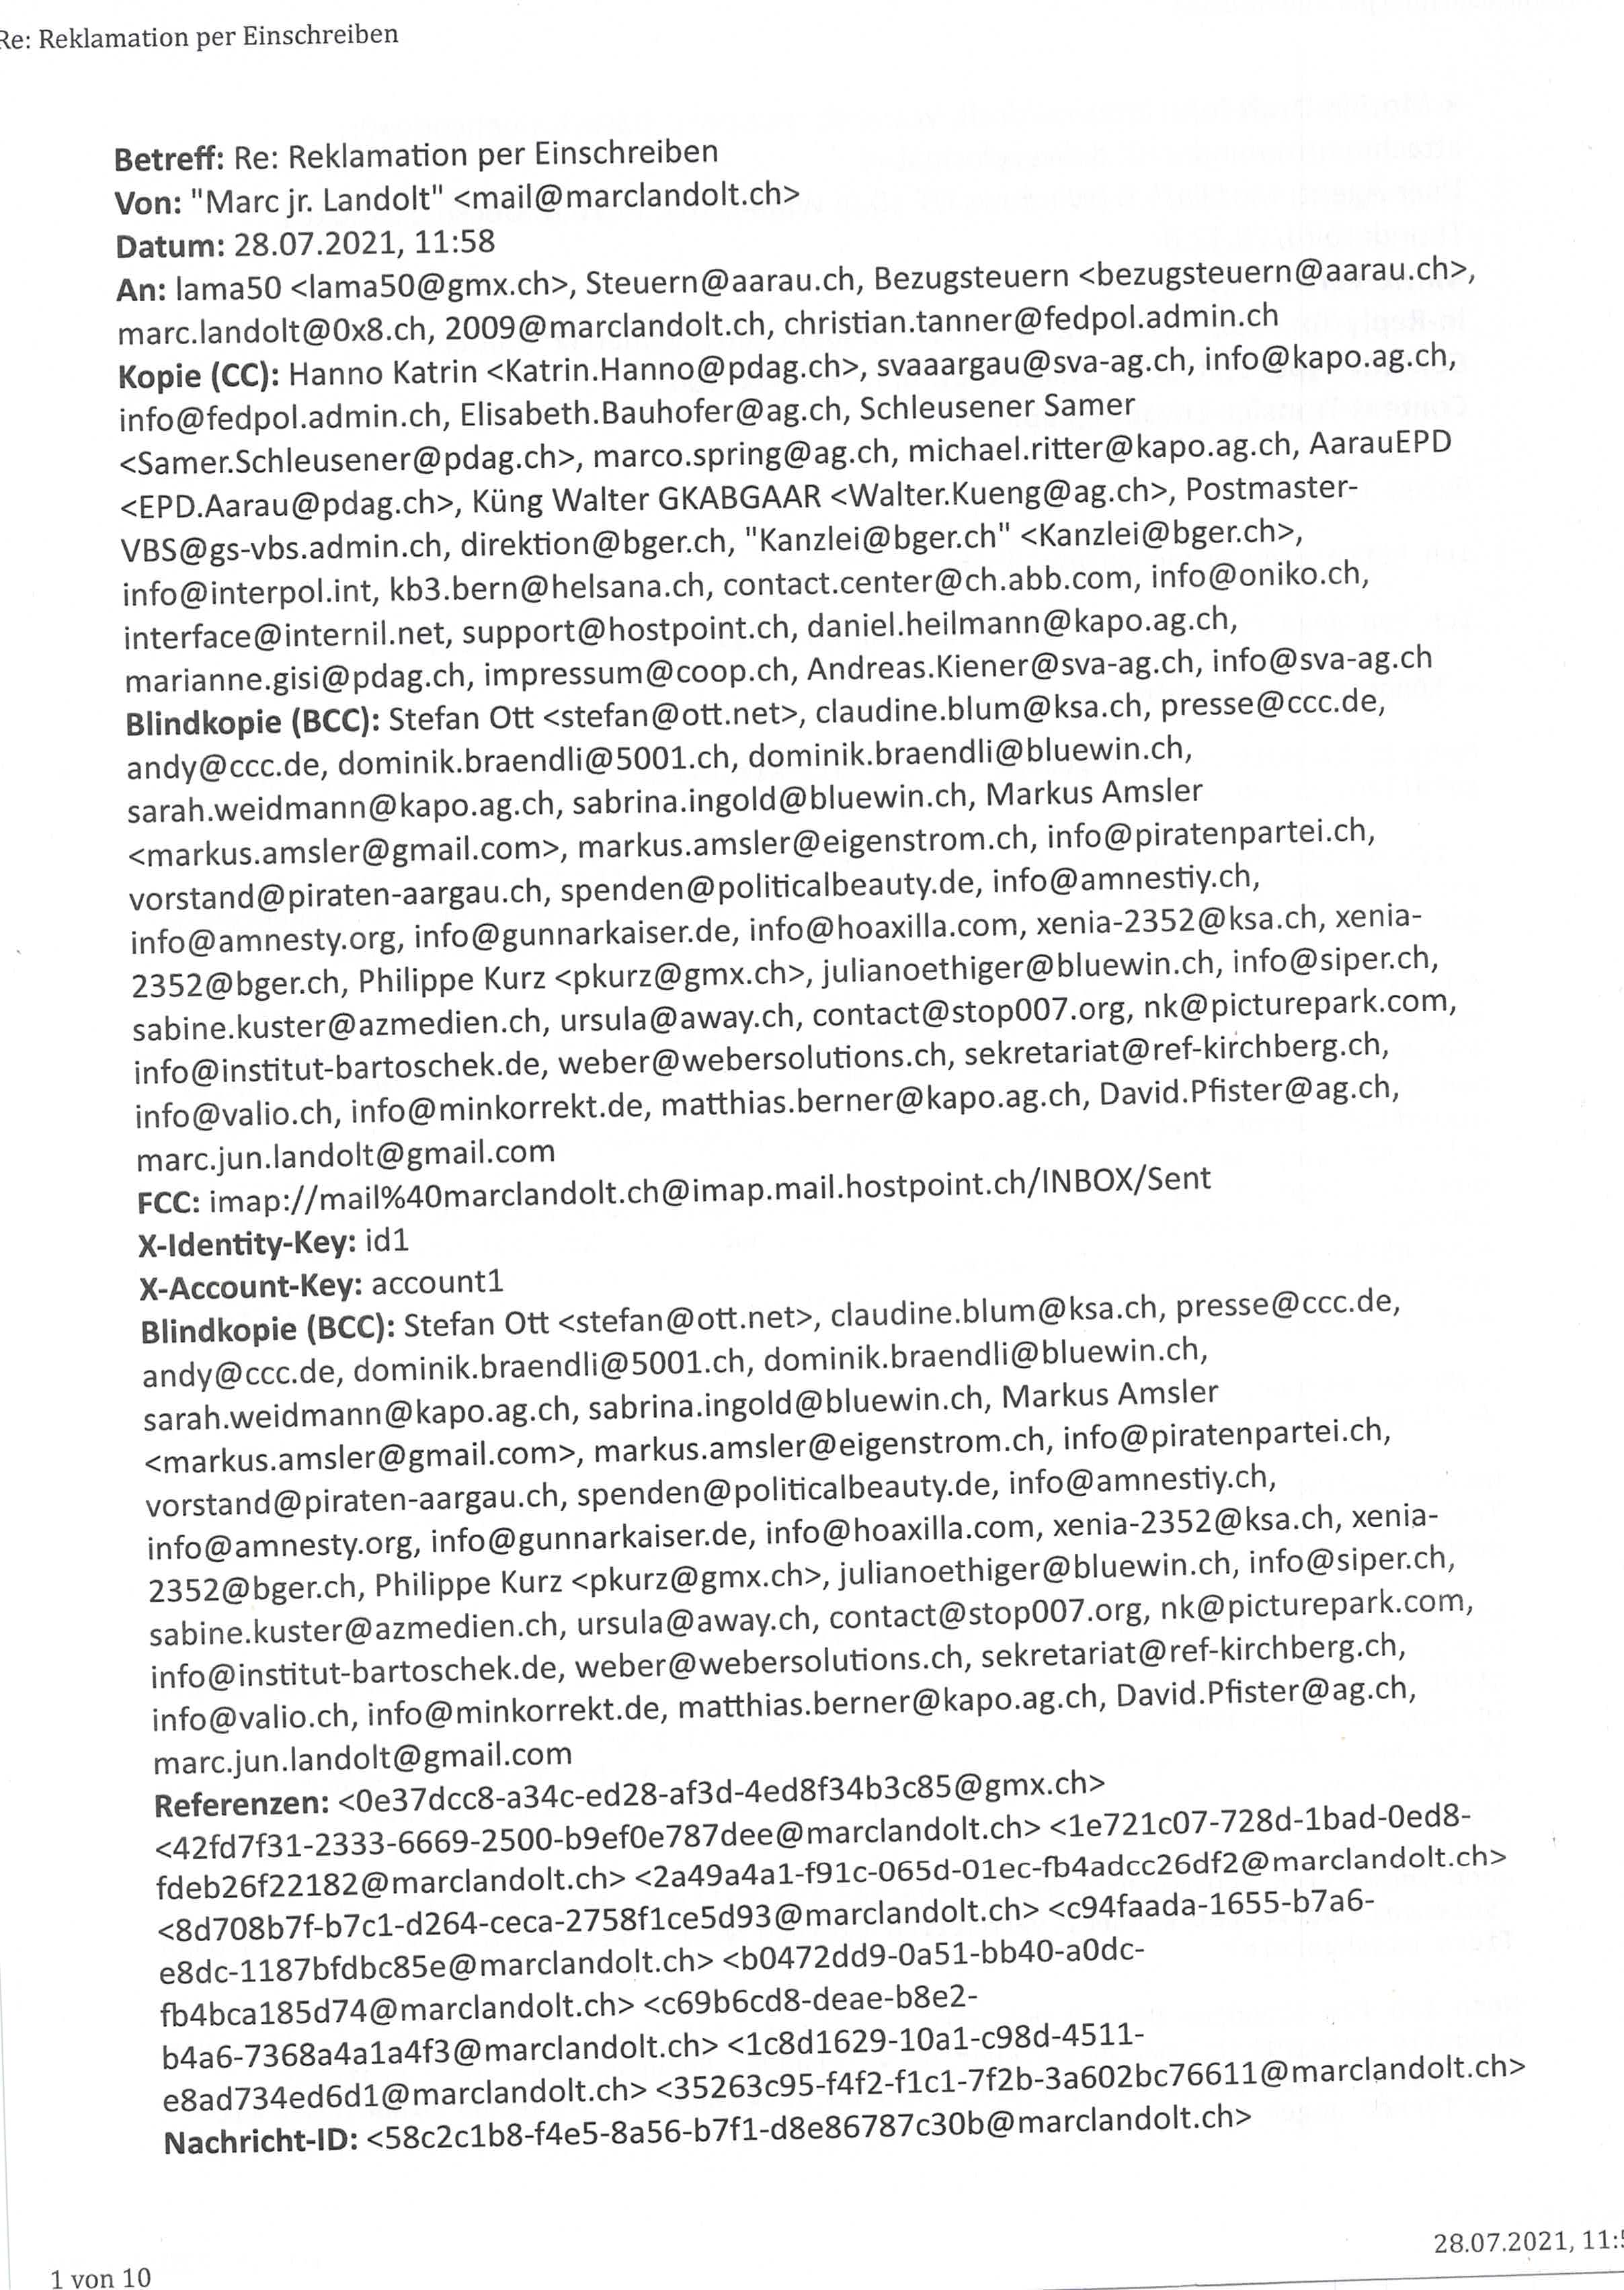 Re: Reklamation per Einschreiben
Betreff: Re: Reklamation per Einschreiben
Von: "Marc jr. Landolt" <mail@marclandolt.ch>
Datum: 28.07.2021, 11:58
An: lama50 <lama50@gmx.ch>, Steuern@aarau.ch, Bezugsteuern <bezugsteuern@aarau.ch>,
marc.landolt@0x8.ch, 2009@marclandolt.ch, christian.tanner@fedpol.admin.ch
Kopie (CC): Hanno Katrin <Katrin.Hanno@pdag.ch>, svaaargau@sva-ag.ch, info@kapo.ag.ch,
info@fedpol.admin.ch, Elisabeth.Bauhofer@ag.ch, Schleusener Samer
<Samer.Schleusener@pdag.ch>, marco.spring@ag.ch, michael.ritter@kapo.ag.ch, AarauEPD
<EPD.Aarau@pdag.ch>, Küng Walter GKABGAAR <Walter.Kueng@ag.ch>, Postmaster-
VBS@gs-vbs.admin.ch, direktion@bger.ch, "Kanzlei@bger.ch" <Kanzlei@bger.ch>,
info@interpol.int, kb3.bern@helsana.ch, contact.center@ch.abb.com, info@oniko.ch,
interface@internil.net, support@hostpoint.ch, daniel.heilmann@kapo.ag.ch,
marianne.gisi@pdag.ch, impressum@coop.ch, Andreas.Kiener@sva-ag.ch, info@sva-ag.ch
Blindkopie (BCC): Stefan Ott <stefan@ott.net>, claudine.blum@ksa.ch, presse@ccc.de,
andy@ccc.de, dominik.braendli@5001.ch, dominik.braendli@bluewin.ch,
sarah.weidmann@kapo.ag.ch, sabrina.ingold@bluewin.ch, Markus Amsler
<markus.amsler@gmail.com>, markus.amsler@eigenstrom.ch, info@piratenpartei.ch,
vorstand@piraten-aargau.ch, spenden@politicalbeauty.de, info@amnestiy.ch,
info@amnesty.org, info@gunnarkaiser.de, info@hoaxilla.com, xenia-2352@ksa.ch, xenia-
2352@bger.ch, Philippe Kurz <pkurz@gmx.ch>, julianoethiger@bluewin.ch, info@siper.ch,
sabine.kuster@azmedien.ch, ursula@away.ch, contact@stop007.org, nk@picturepark.com,
info@institut-bartoschek.de, weber@webersolutions.ch, sekretariat@ref-kirchberg.ch,
info@valio.ch, info@minkorrekt.de, matthias.berner@kapo.ag.ch, David.Pfister@ag.ch,
marc.jun.landolt@gmail.com
FCC: imap://mail%40marclandolt.ch@imap.mail.hostpoint.ch/INBOX/Sent
X-Identity-Key: id1
X-Account-Key: account1
Blindkopie (BCC): Stefan Ott <stefan@ott.net>, claudine.blum@ksa.ch, presse@ccc.de,
andy@ccc.de, dominik.braendli@5001.ch, dominik.braendli@bluewin.ch,
sarah.weidmann@kapo.ag.ch, sabrina.ingold@bluewin.ch, Markus Amsler
<markus.amsler@gmail.com>, markus.amsler@eigenstrom.ch, info@piratenpartei.ch,
vorstand@piraten-aargau.ch, spenden@politicalbeauty.de, info@amnestiy.ch,
info@amnesty.org, info@gunnarkaiser.de, info@hoaxilla.com, xenia-2352@ksa.ch, xenia-
2352@bger.ch, Philippe Kurz <pkurz@gmx.ch>, julianoethiger@bluewin.ch, info@siper.ch,
sabine.kuster@azmedien.ch, ursula@away.ch, contact@stop007.org, nk@picturepark.com,
info@institut-bartoschek.de, weber@webersolutions.ch, sekretariat@ref-kirchberg.ch,
info@valio.ch, info@minkorrekt.de, matthias.berner@kapo.ag.ch, David.Pfister@ag.ch,
marc.jun.landolt@gmail.com
Referenzen: <0e37dcc8-a34c-ed28-af3d-4ed8f34b3c85@gmx.ch>
<42fd7f31-2333-6669-2500-b9ef0e787dee@marclandolt.ch> <1e721c07-728d-1bad-0ed8-
fdeb26f22182@marclandolt.ch> <2a49a4a1-f91c-065d-01ec-fb4adcc26df2@marclandolt.ch>
<8d708b7f-b7c1-d264-ceca-2758f1ce5d93@marclandolt.ch> <c94faada-1655-b7a6-
e8dc-1187bfdbc85e@marclandolt.ch> <b0472dd9-0a51-bb40-a0dc-
fb4bca185d74@marclandolt.ch> <c69b6cd8-deae-b8e2-
b4a6-7368a4a1a4f3@marclandolt.ch> <1c8d1629-10a1-c98d-4511-
e8ad734ed6d1@marclandolt.ch> <35263c95-f4f2-f1c1-7f2b-3a602bc76611@marclandolt.ch>
Nachricht-ID: <58c2c1b8-f4e5-8a56-b7f1-d8e86787c30b@marclandolt.ch>
28.07.2021, 11:
1 von 10